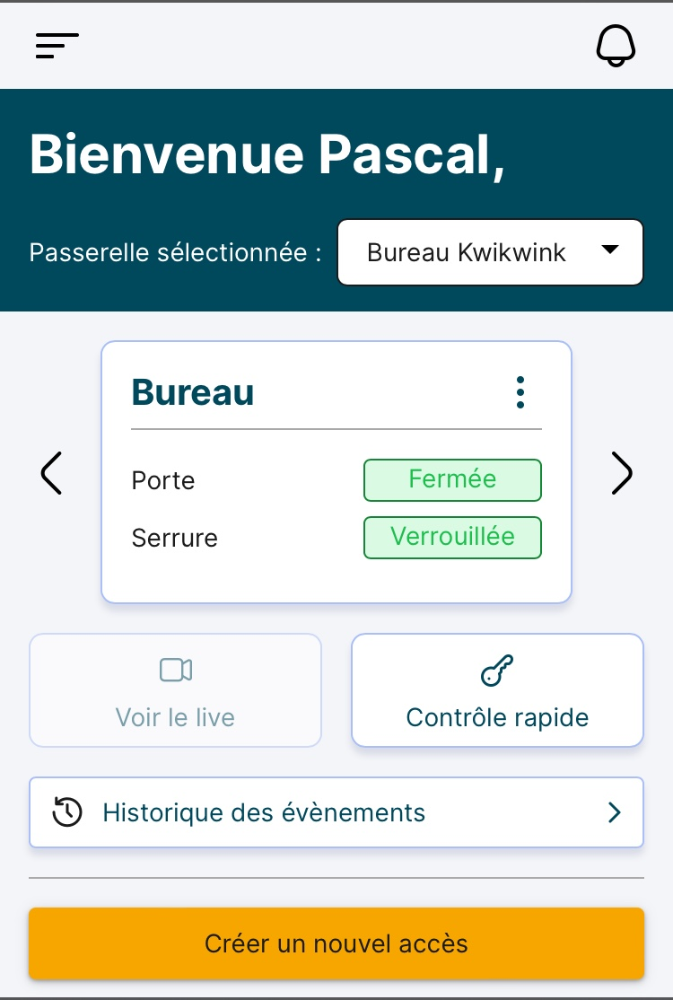 Bienvenue Pascal,
Passerelle sélectionnée : Bureau Kwikwink
Bureau
Porte Fermée
Serrure Verrouillée
Voir le live Contrôle rapide
Historique des évènements
Créer un nouvel accès